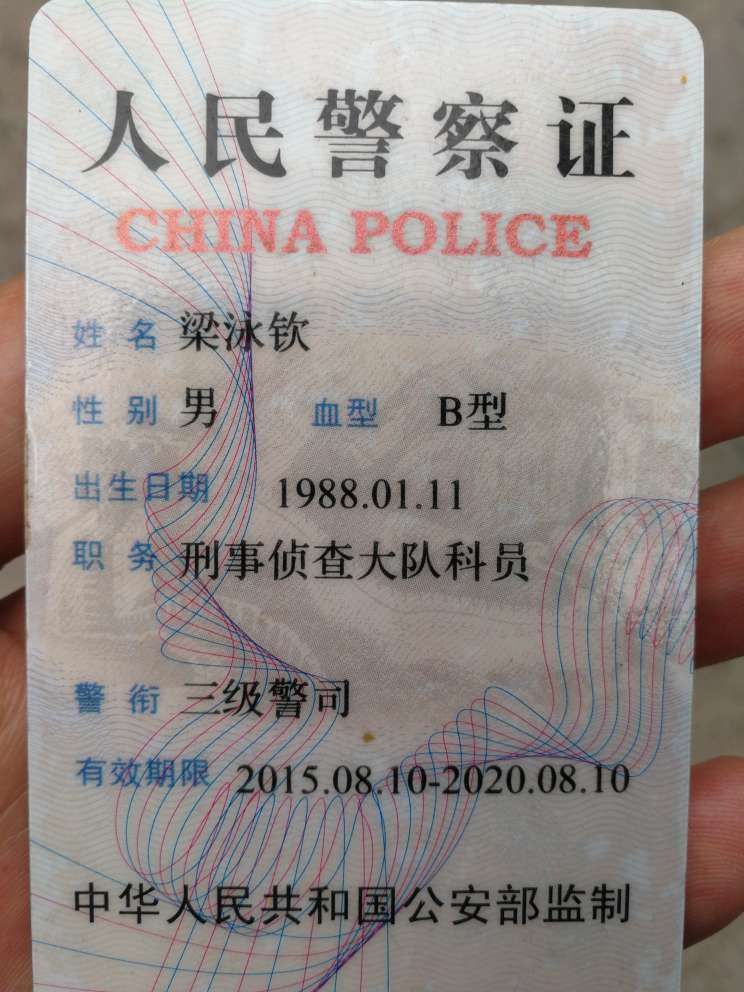 人民警察证
CHINA POLICE
姓 名 梁泳钦
性 别 男 血型 B型
出生日期 1988.01.11
职 务 刑事侦查大队科员
警 衔 三级警司
有效期限 2015.08.10-2020.08.10
中华人民共和国公安部监制